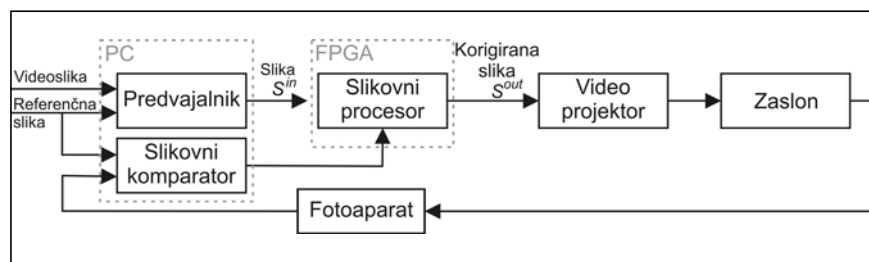 PC
FPGA
Videoslika
Referenčna
slika
Predvajalnik
Slikovni
komparator
Slika
S^in
Slikovni
procesor
Korigirana
slika
S^out
Video
projektor
Zaslon
Fotoaparat